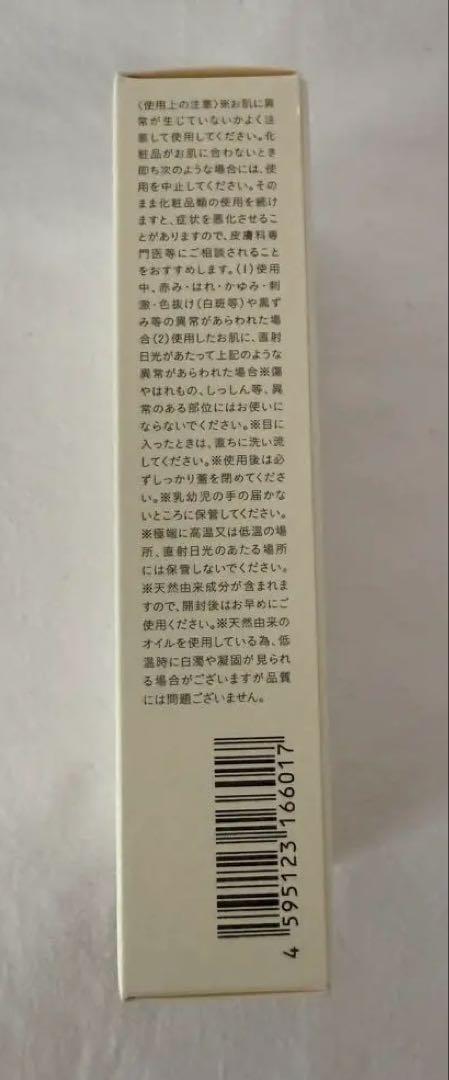 〈使用上の注意〉※お肌に異
常が生じていないかよく注
意して使用してください。化
粧品がお肌に合わないとき
即ち次のような場合には、使
用を中止してください。その
まま化粧品類の使用を続け
ますと、症状を悪化させるこ
とがありますので、皮膚科専
門医等にご相談されること
をおすすめします。(1)使用
中、赤み・はれ・かゆみ・刺
激・色抜け(白斑等)や黒ず
み等の異常があらわれた場
合(2)使用したお肌に、直射
日光があたって上記のような
異常があらわれた場合※傷
やはれもの、しっしん等、異
常のある部位にはお使いに
ならないでください。※目に
入ったときは、直ちに洗い流
してください。※使用後は必
ずしっかり蓋を閉めてくださ
い。※乳幼児の手の届かな
いところに保管してください。
※極端に高温又は低温の場
所、直射日光のあたる場所
には保管しないでください。
※天然由来成分が含まれま
すので、開封後はお早めにご
使用ください。※天然由来の
オイルを使用している為、低
温時に白濁や凝固が見られ
る場合がございますが品質
には問題ございません。
4 595123 166017